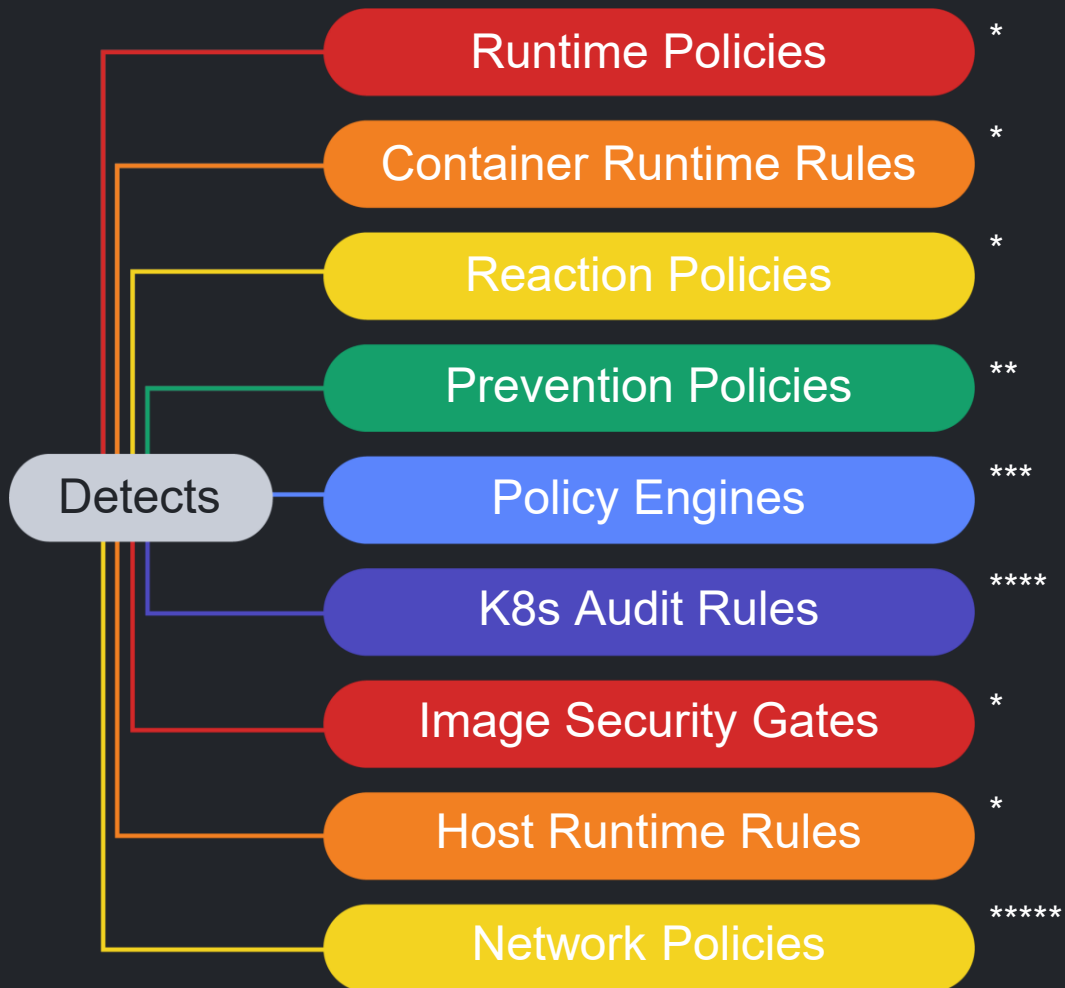 Runtime Policies *
Container Runtime Rules *
Reaction Policies *
Prevention Policies **
Detects
Policy Engines ***
K8s Audit Rules ****
Image Security Gates *
Host Runtime Rules *
Network Policies *****